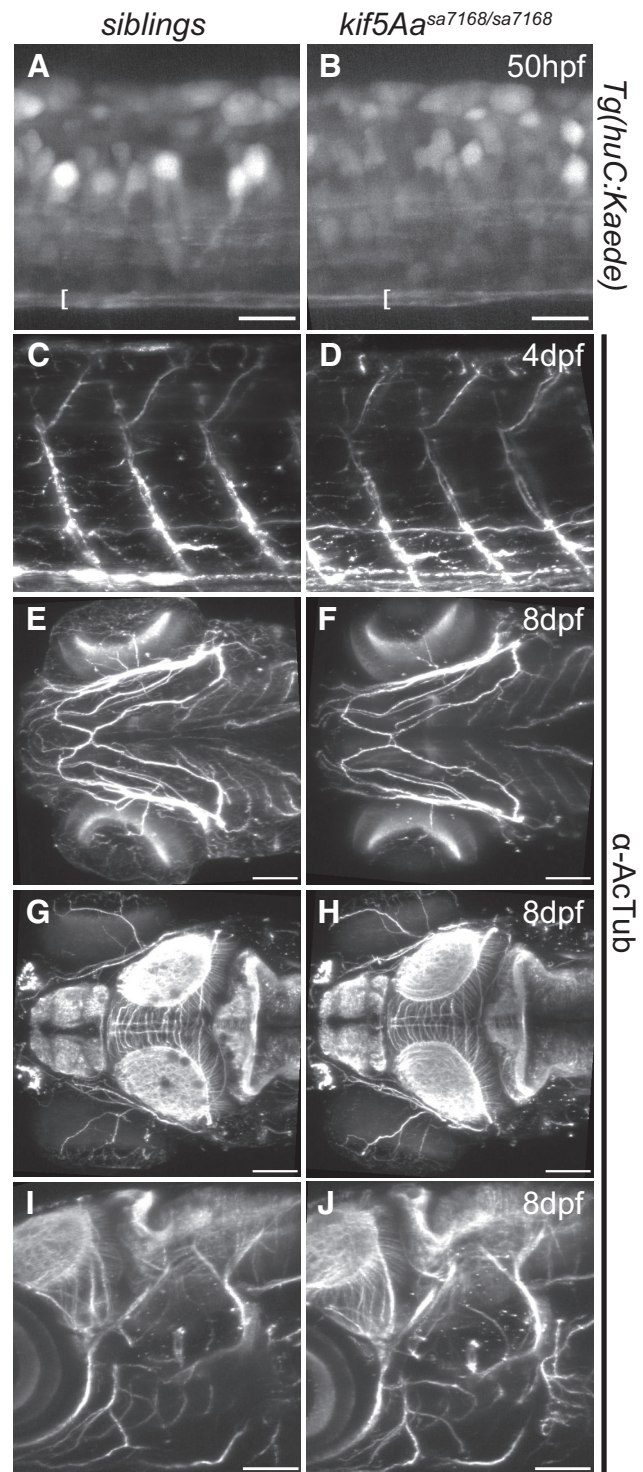 siblings
kif5Aa^sa7168/sa7168
A
B
50hpf
Tg(huC:Kaede)
[
[
C
D
4dpf
E
F
8dpf
G
H
8dpf
I
J
8dpf
α-AcTub